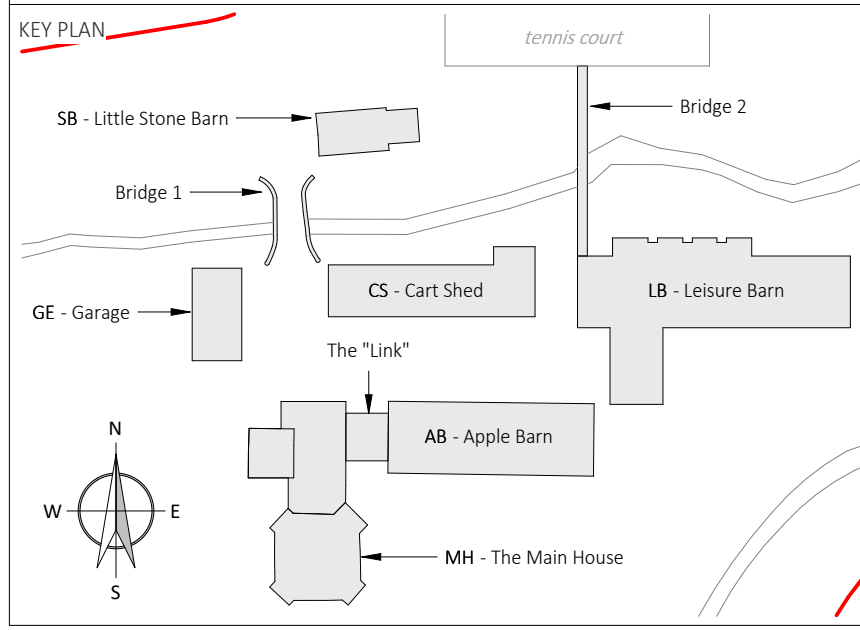 KEY PLAN
tennis court
SB - Little Stone Barn
Bridge 2
Bridge 1
CS - Cart Shed
LB - Leisure Barn
GE - Garage
The "Link"
AB - Apple Barn
N
W
E
S
MH - The Main House